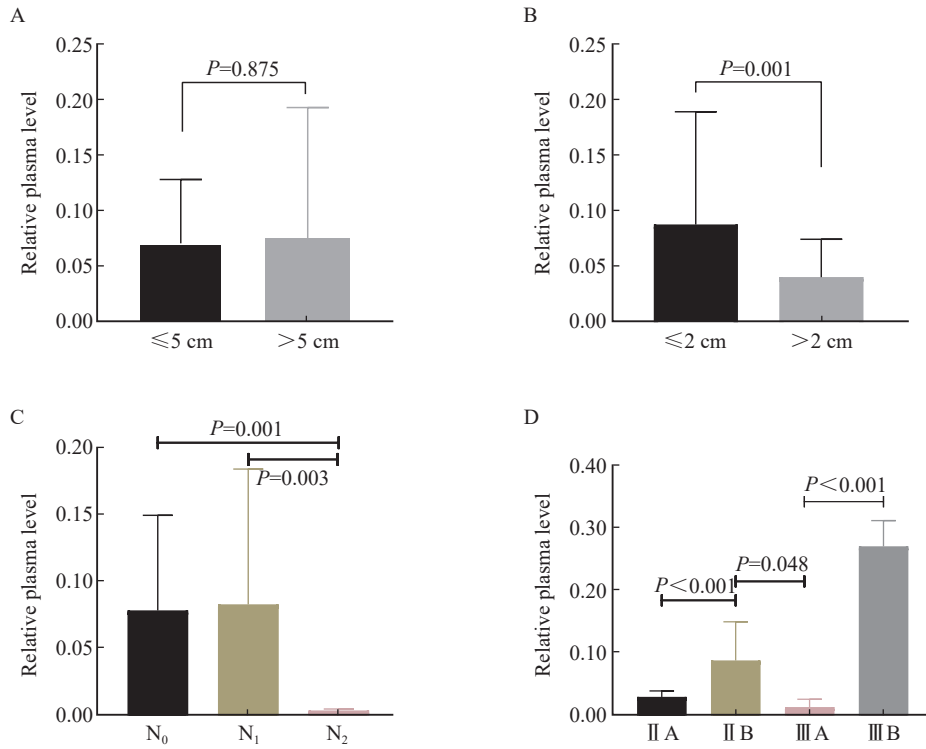 A
Relative plasma level
0.25
0.20
0.15
0.10
0.05
0.00
P=0.875
≤5 cm >5 cm
B
Relative plasma level
0.25
0.20
0.15
0.10
0.05
0.00
P=0.001
≤2 cm >2 cm
C
Relative plasma level
0.20
0.15
0.10
0.05
0.00
P=0.001
P=0.003
N₀ N₁ N₂
D
Relative plasma level
0.40
0.30
0.20
0.10
0.00
P<0.001
P=0.048
P<0.001
ⅡA ⅡB ⅢA ⅢB